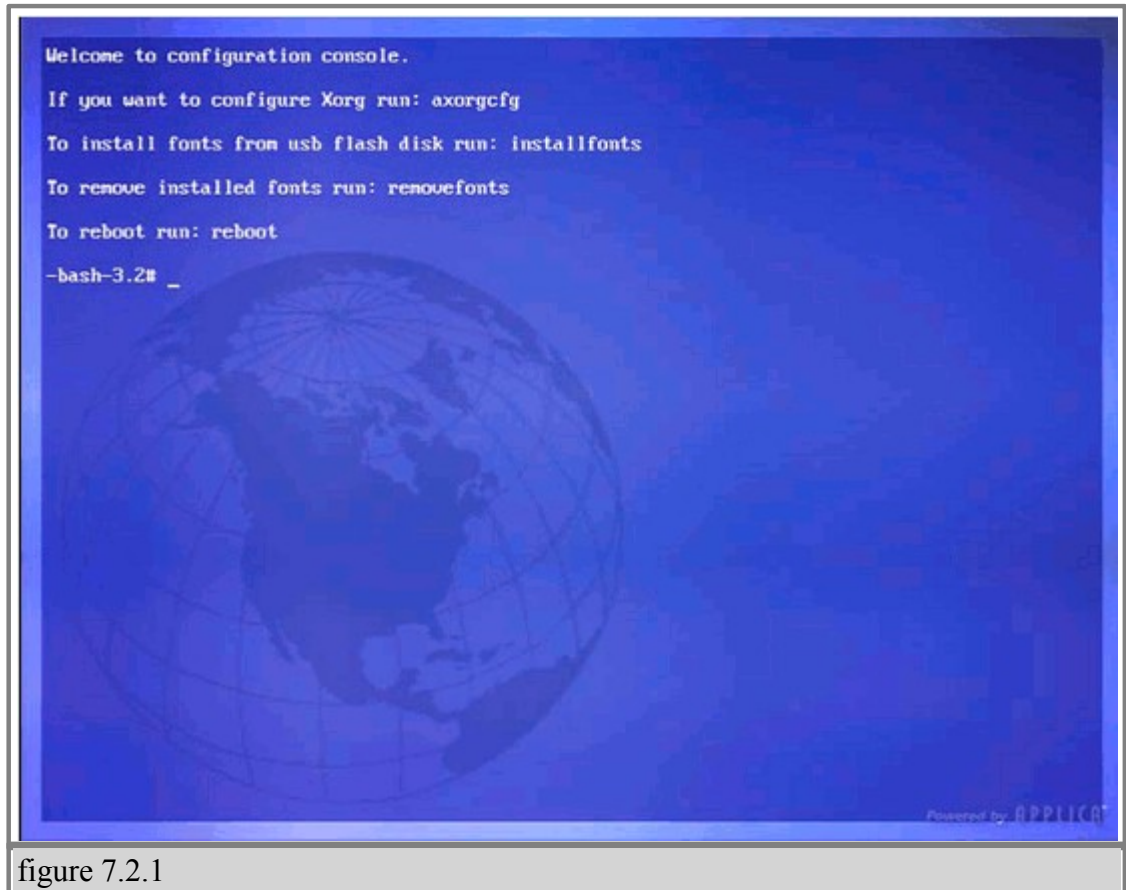 Welcome to configuration console.
If you want to configure Xorg run: axorgcfg
To install fonts from usb flash disk run: installfonts
To remove installed fonts run: removefonts
To reboot run: reboot
-bash-3.2# _
Powered by APPLICA
figure 7.2.1